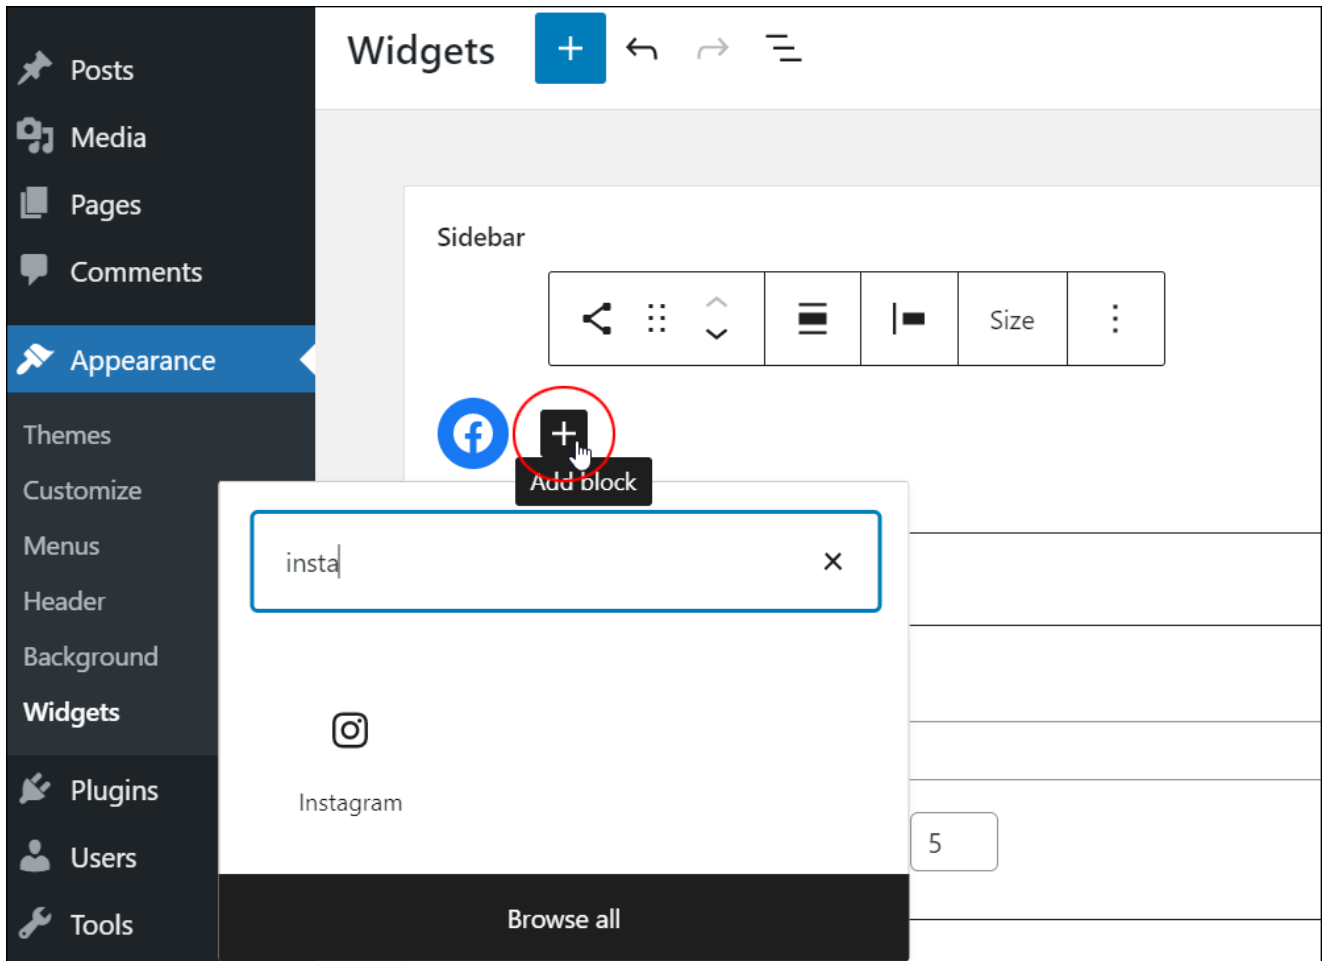 Posts
Media
Pages
Comments
Appearance
Themes
Customize
Menus
Header
Background
Widgets
Plugins
Users
Tools
Widgets
Sidebar
Size
Add block
insta
Instagram
Browse all
5